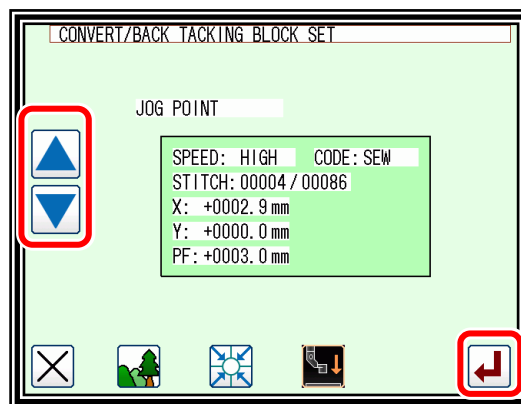 CONVERT/BACK TACKING BLOCK SET
JOG POINT
SPEED: HIGH CODE:SEW
STITCH:00004/00086
X: +0002.9mm
Y: +0000.0mm
PF:+0003.0mm